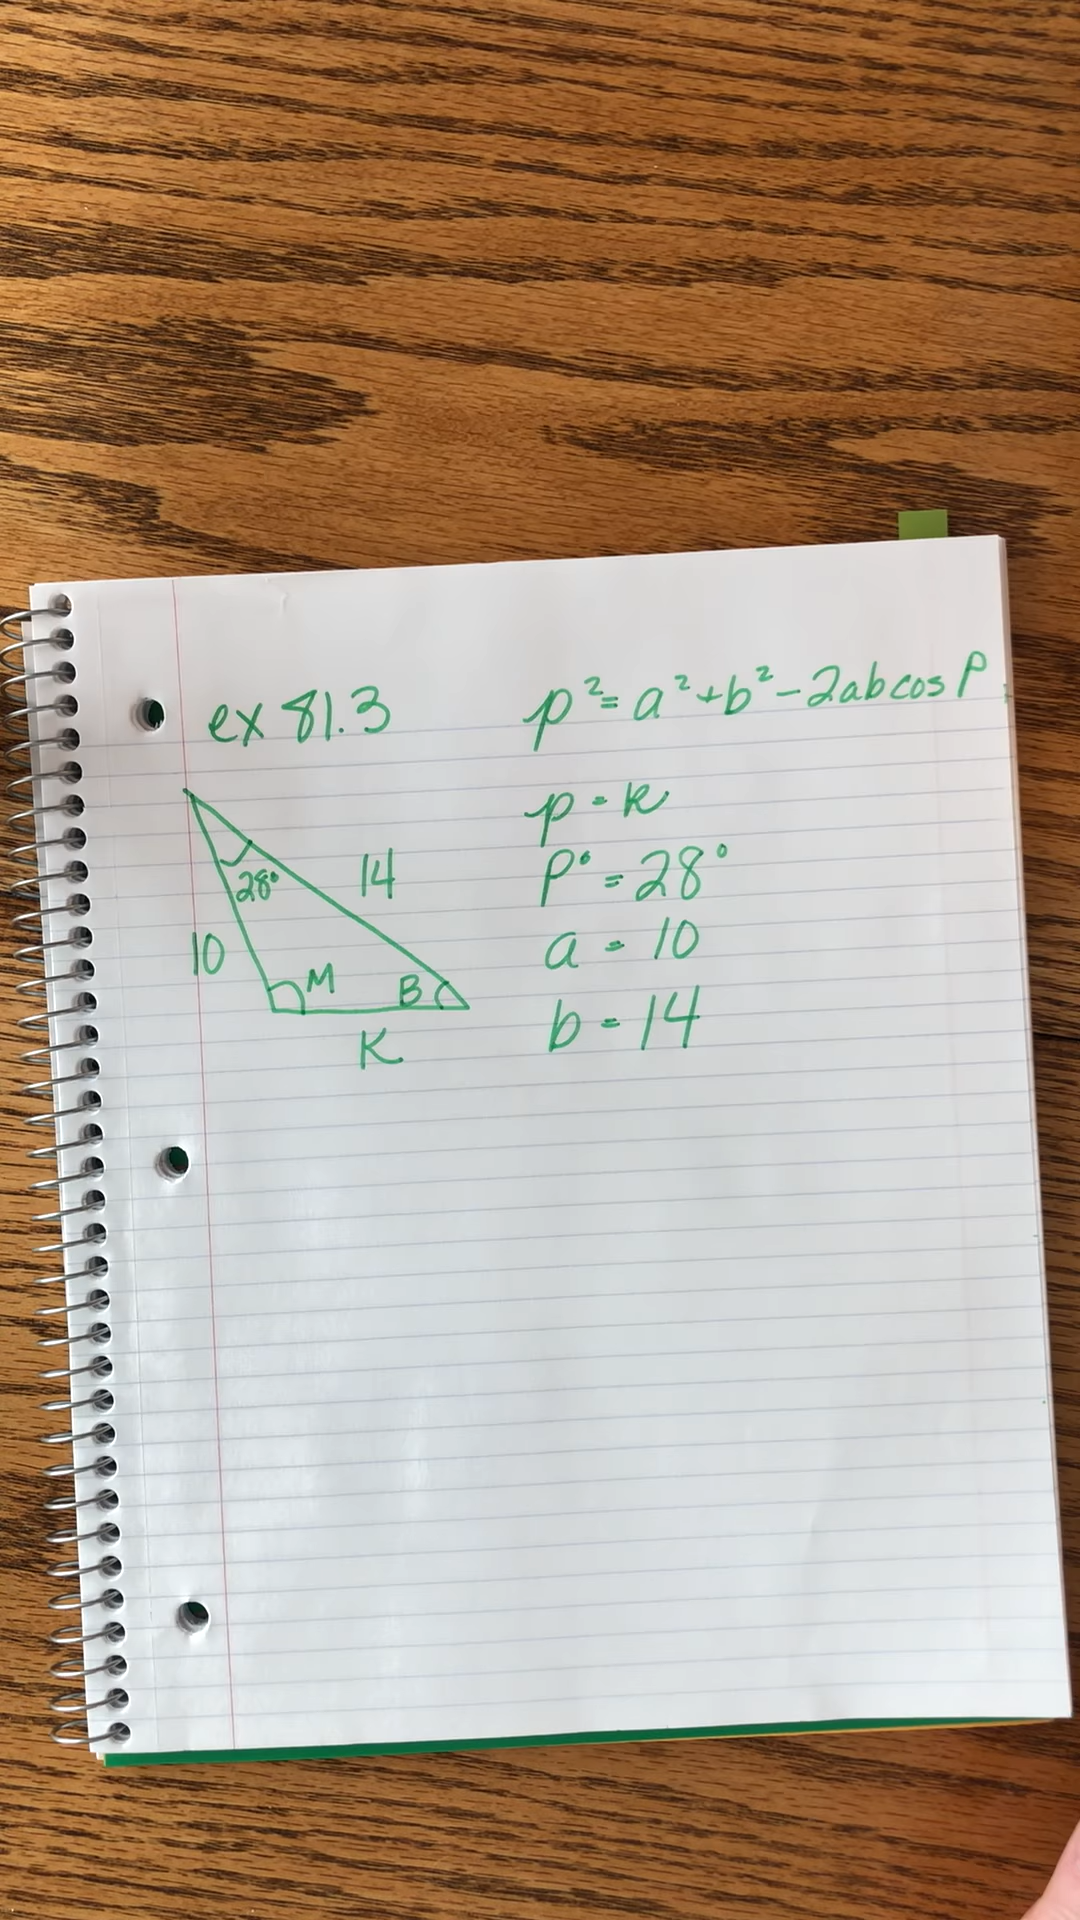 ex 81.3
p² = a² + b² - 2ab cos P
28°
14
10
M
B
K
p = k
P° = 28°
a = 10
b = 14